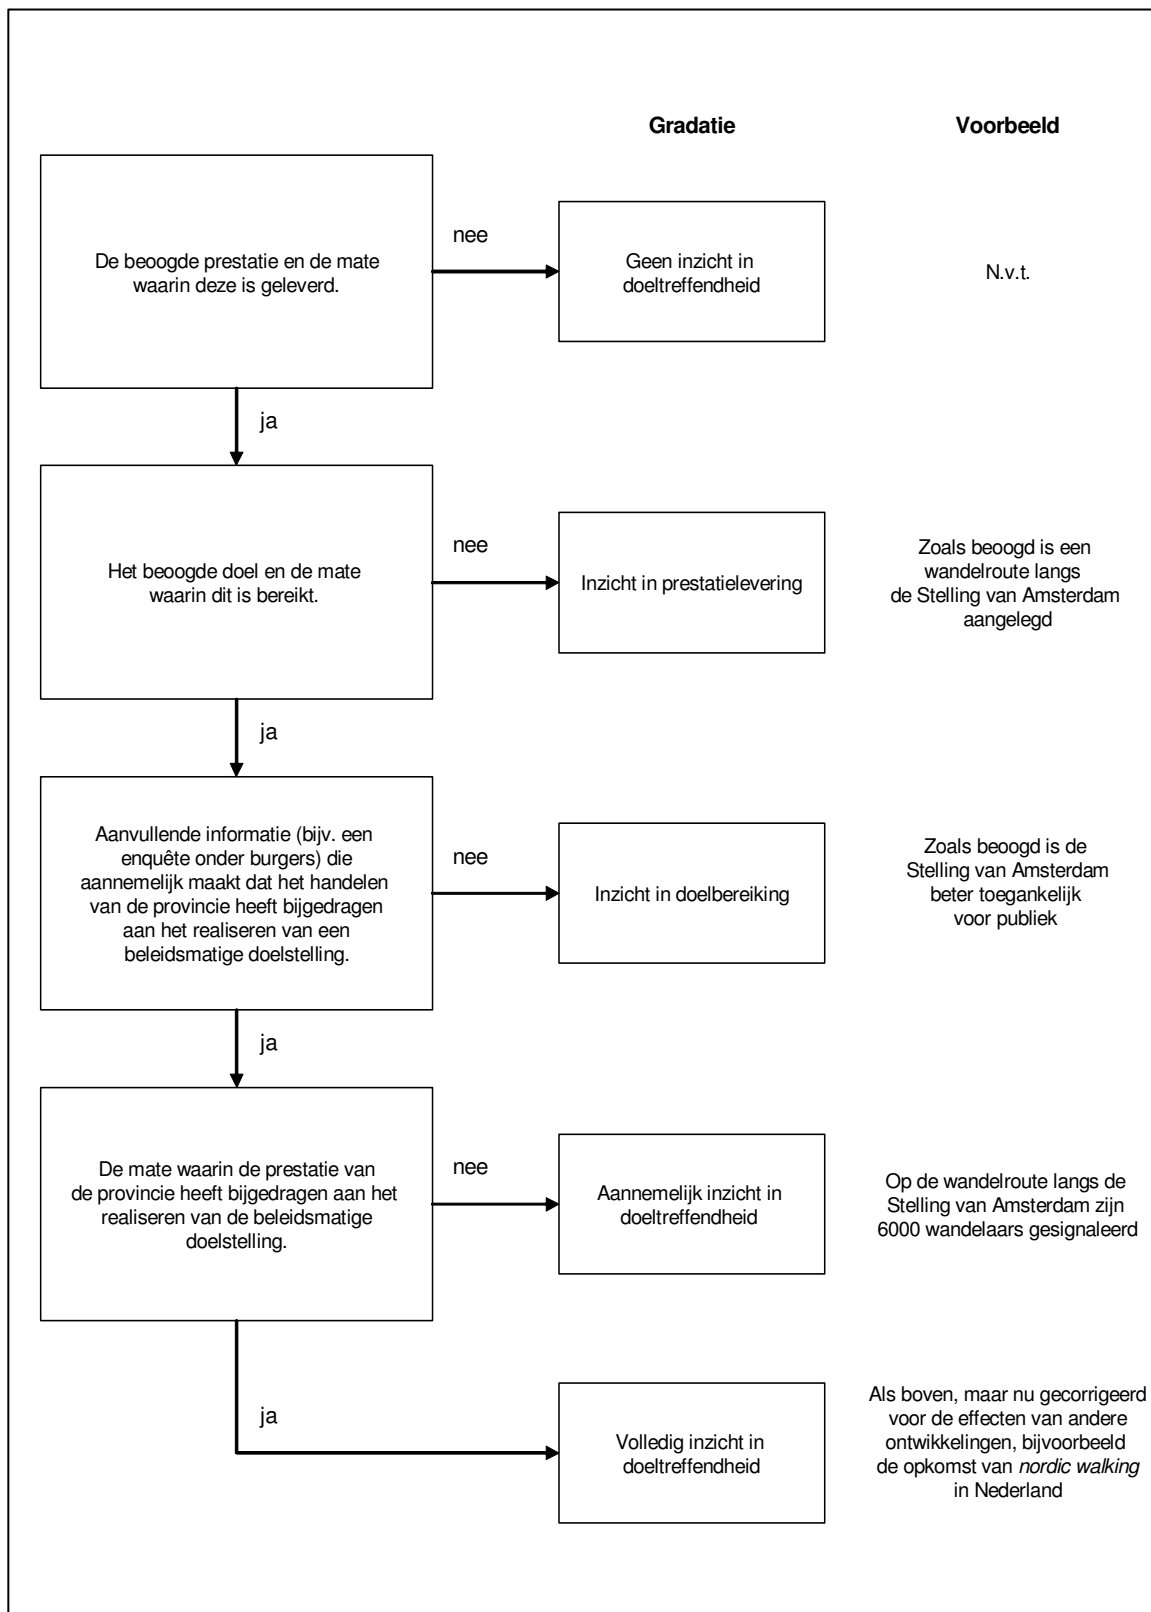 Gradatie
Voorbeeld
De beoogde prestatie en de mate
waarin deze is geleverd.
nee
Geen inzicht in
doeltreffendheid
N.v.t.
ja
Het beoogde doel en de mate
waarin dit is bereikt.
nee
Inzicht in prestatielevering
Zoals beoogd is een
wandelroute langs
de Stelling van Amsterdam
aangelegd
ja
Aanvullende informatie (bijv. een
enquête onder burgers) die
aannemelijk maakt dat het handelen
van de provincie heeft bijgedragen
aan het realiseren van een
beleidsmatige doelstelling.
nee
Inzicht in doelbereiking
Zoals beoogd is de
Stelling van Amsterdam
beter toegankelijk
voor publiek
ja
De mate waarin de prestatie van
de provincie heeft bijgedragen aan het
realiseren van de beleidsmatige
doelstelling.
nee
Aannemelijk inzicht in
doeltreffendheid
Op de wandelroute langs de
Stelling van Amsterdam zijn
6000 wandelaars gesignaleerd
ja
Volledig inzicht in
doeltreffendheid
Als boven, maar nu gecorrigeerd
voor de effecten van andere
ontwikkelingen, bijvoorbeeld
de opkomst van nordic walking
in Nederland